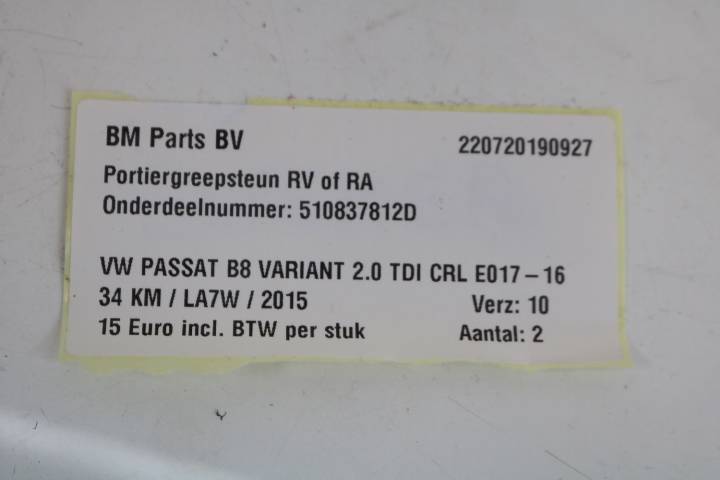 BM Parts BV 220720190927
Portiergreepsteun RV of RA
Onderdeelnummer: 510837812D
VW PASSAT B8 VARIANT 2.0 TDI CRL E017-16
34 KM / LA7W / 2015 Verz: 10
15 Euro incl. BTW per stuk Aantal: 2